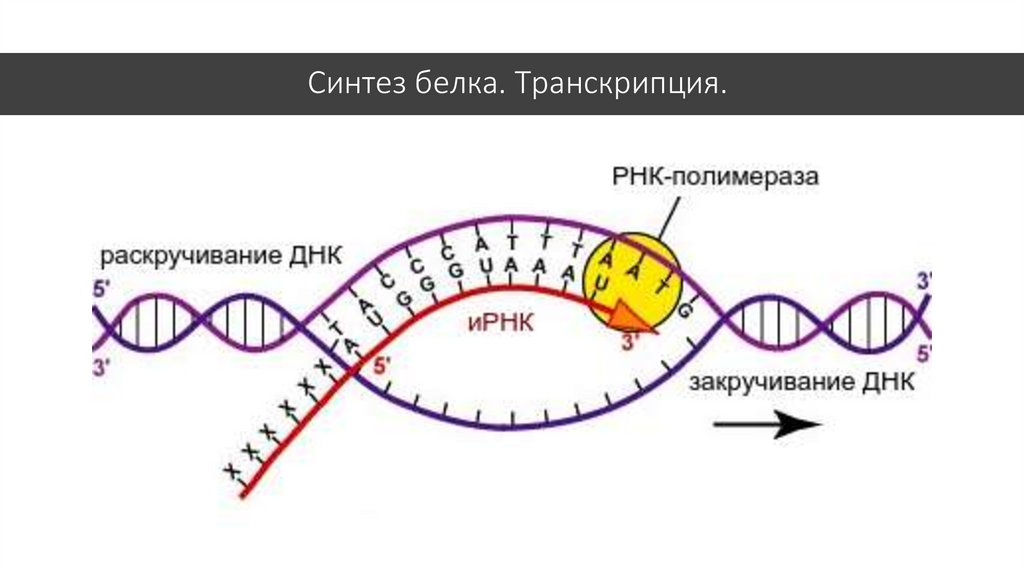 Синтез белка. Транскрипция.
РНК-полимераза
раскручивание ДНК
5'
3'
3'
5'
T A C C C A T T T A A T G
A U G G G U A A A U
иРНК
5'
3'
X X X X X X
закручивание ДНК